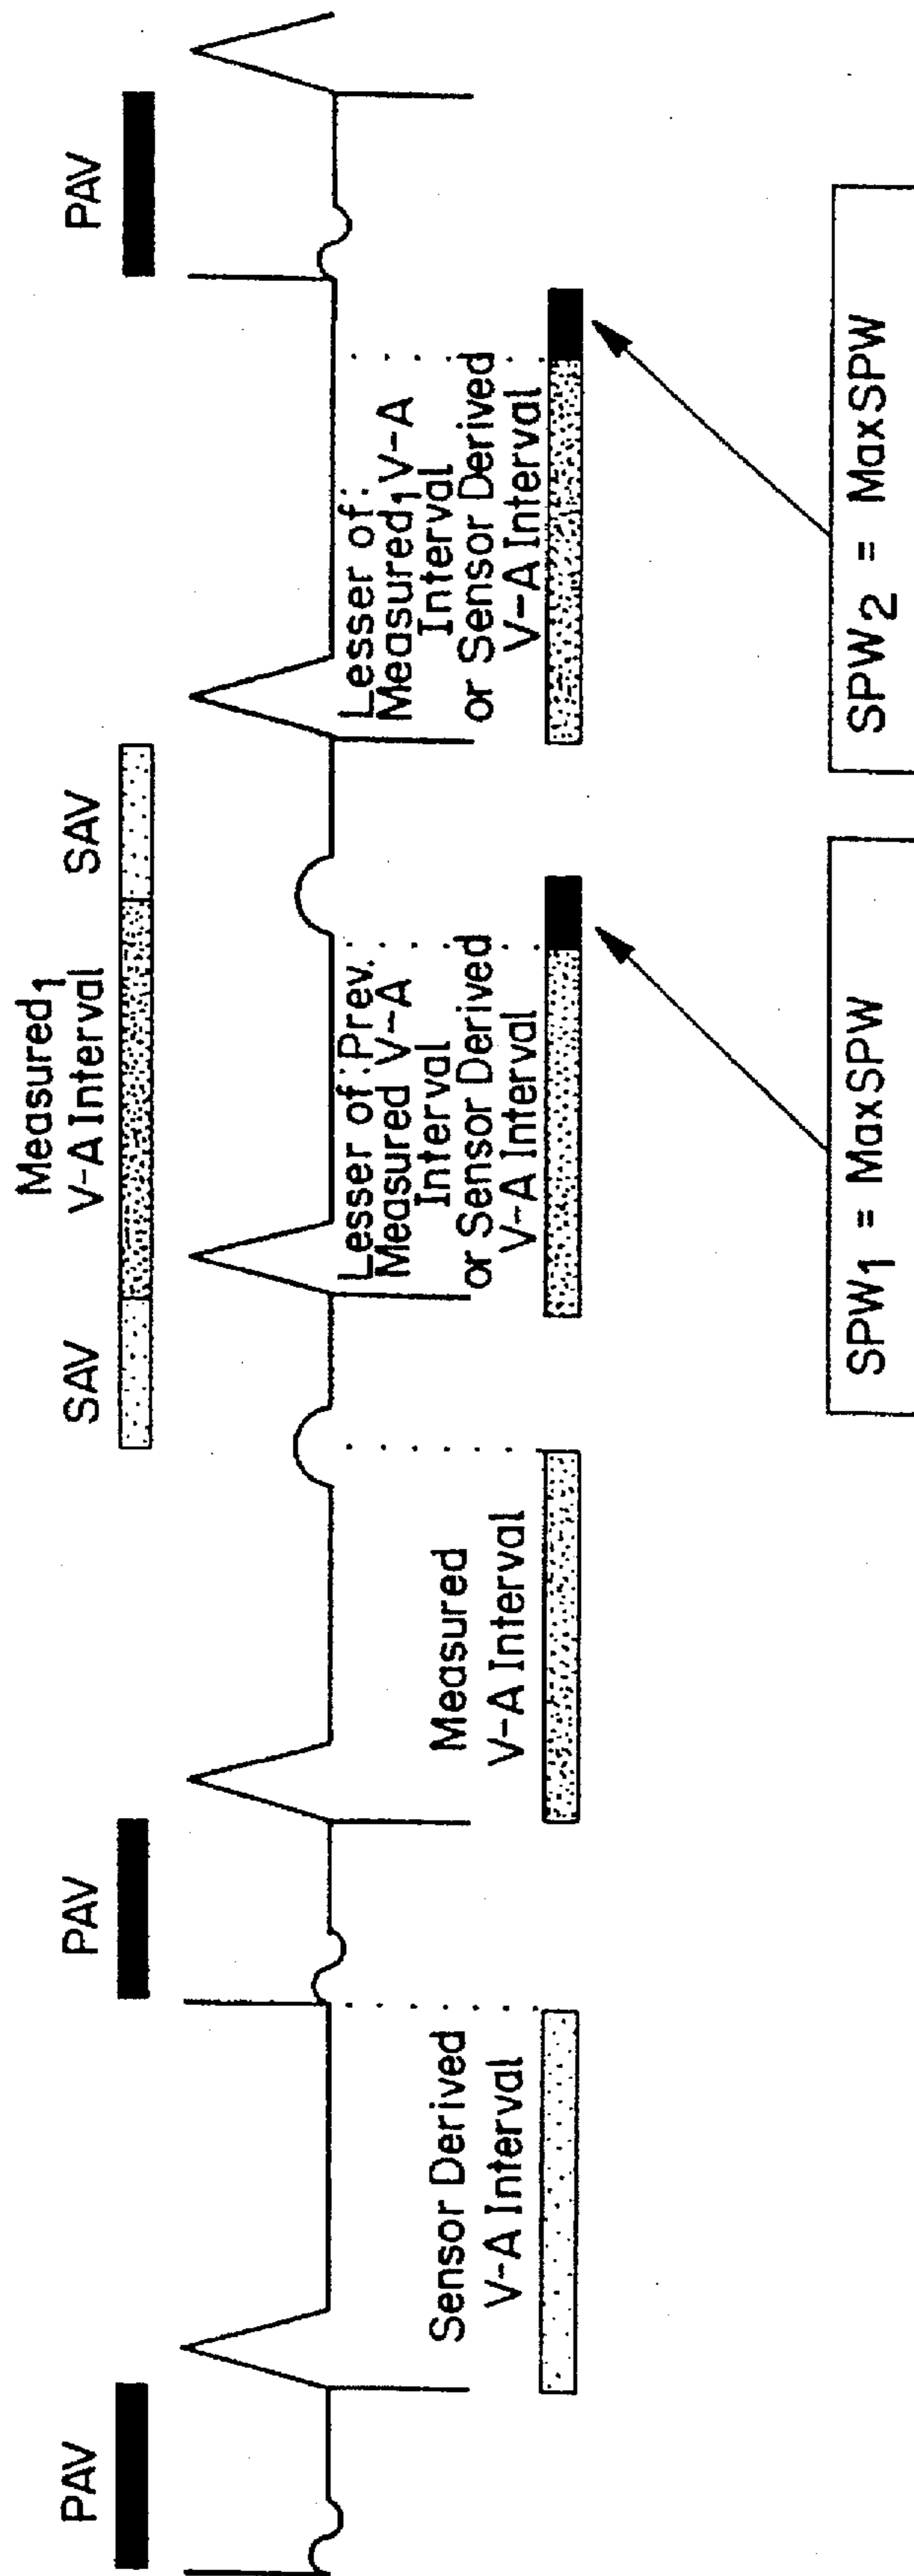 PAV
PAV
SAV
Measured1
V-A Interval
SAV
PAV
Sensor Derived
V-A Interval
Measured
V-A Interval
Lesser of: Prev.
Measured V-A
Interval
or Sensor Derived
V-A Interval
Lesser of:
Measured1 V-A
Interval
or Sensor Derived
V-A Interval
SPW1 = MaxSPW
SPW2 = MaxSPW